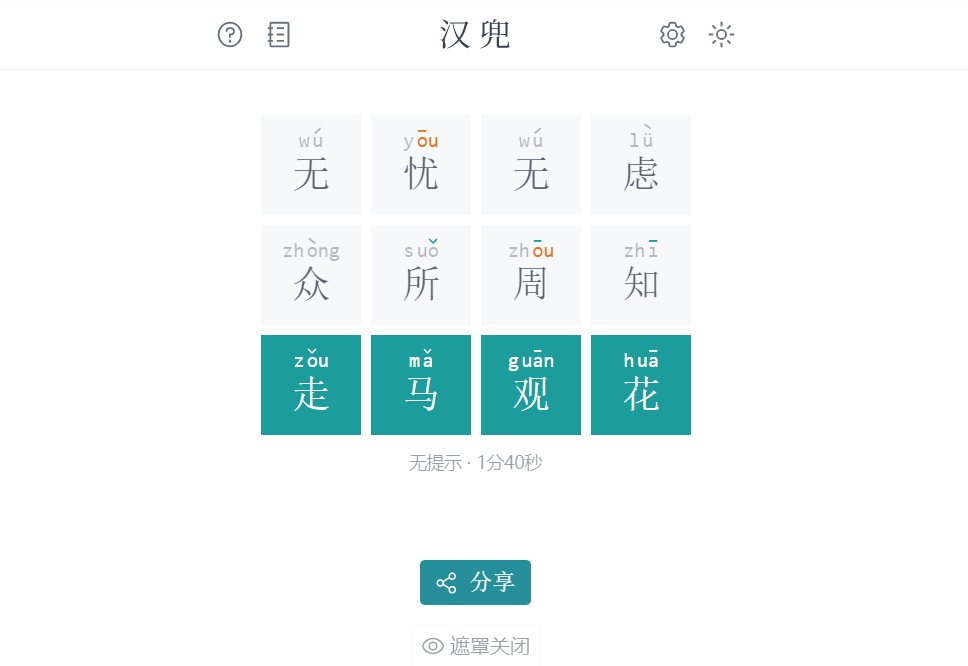 汉兜
wú yōu wú lǜ
无 忧 无 虑
zhòng suǒ zhōu zhī
众 所 周 知
zǒu mǎ guān huā
走 马 观 花
无提示 · 1分40秒
分享
遮罩关闭